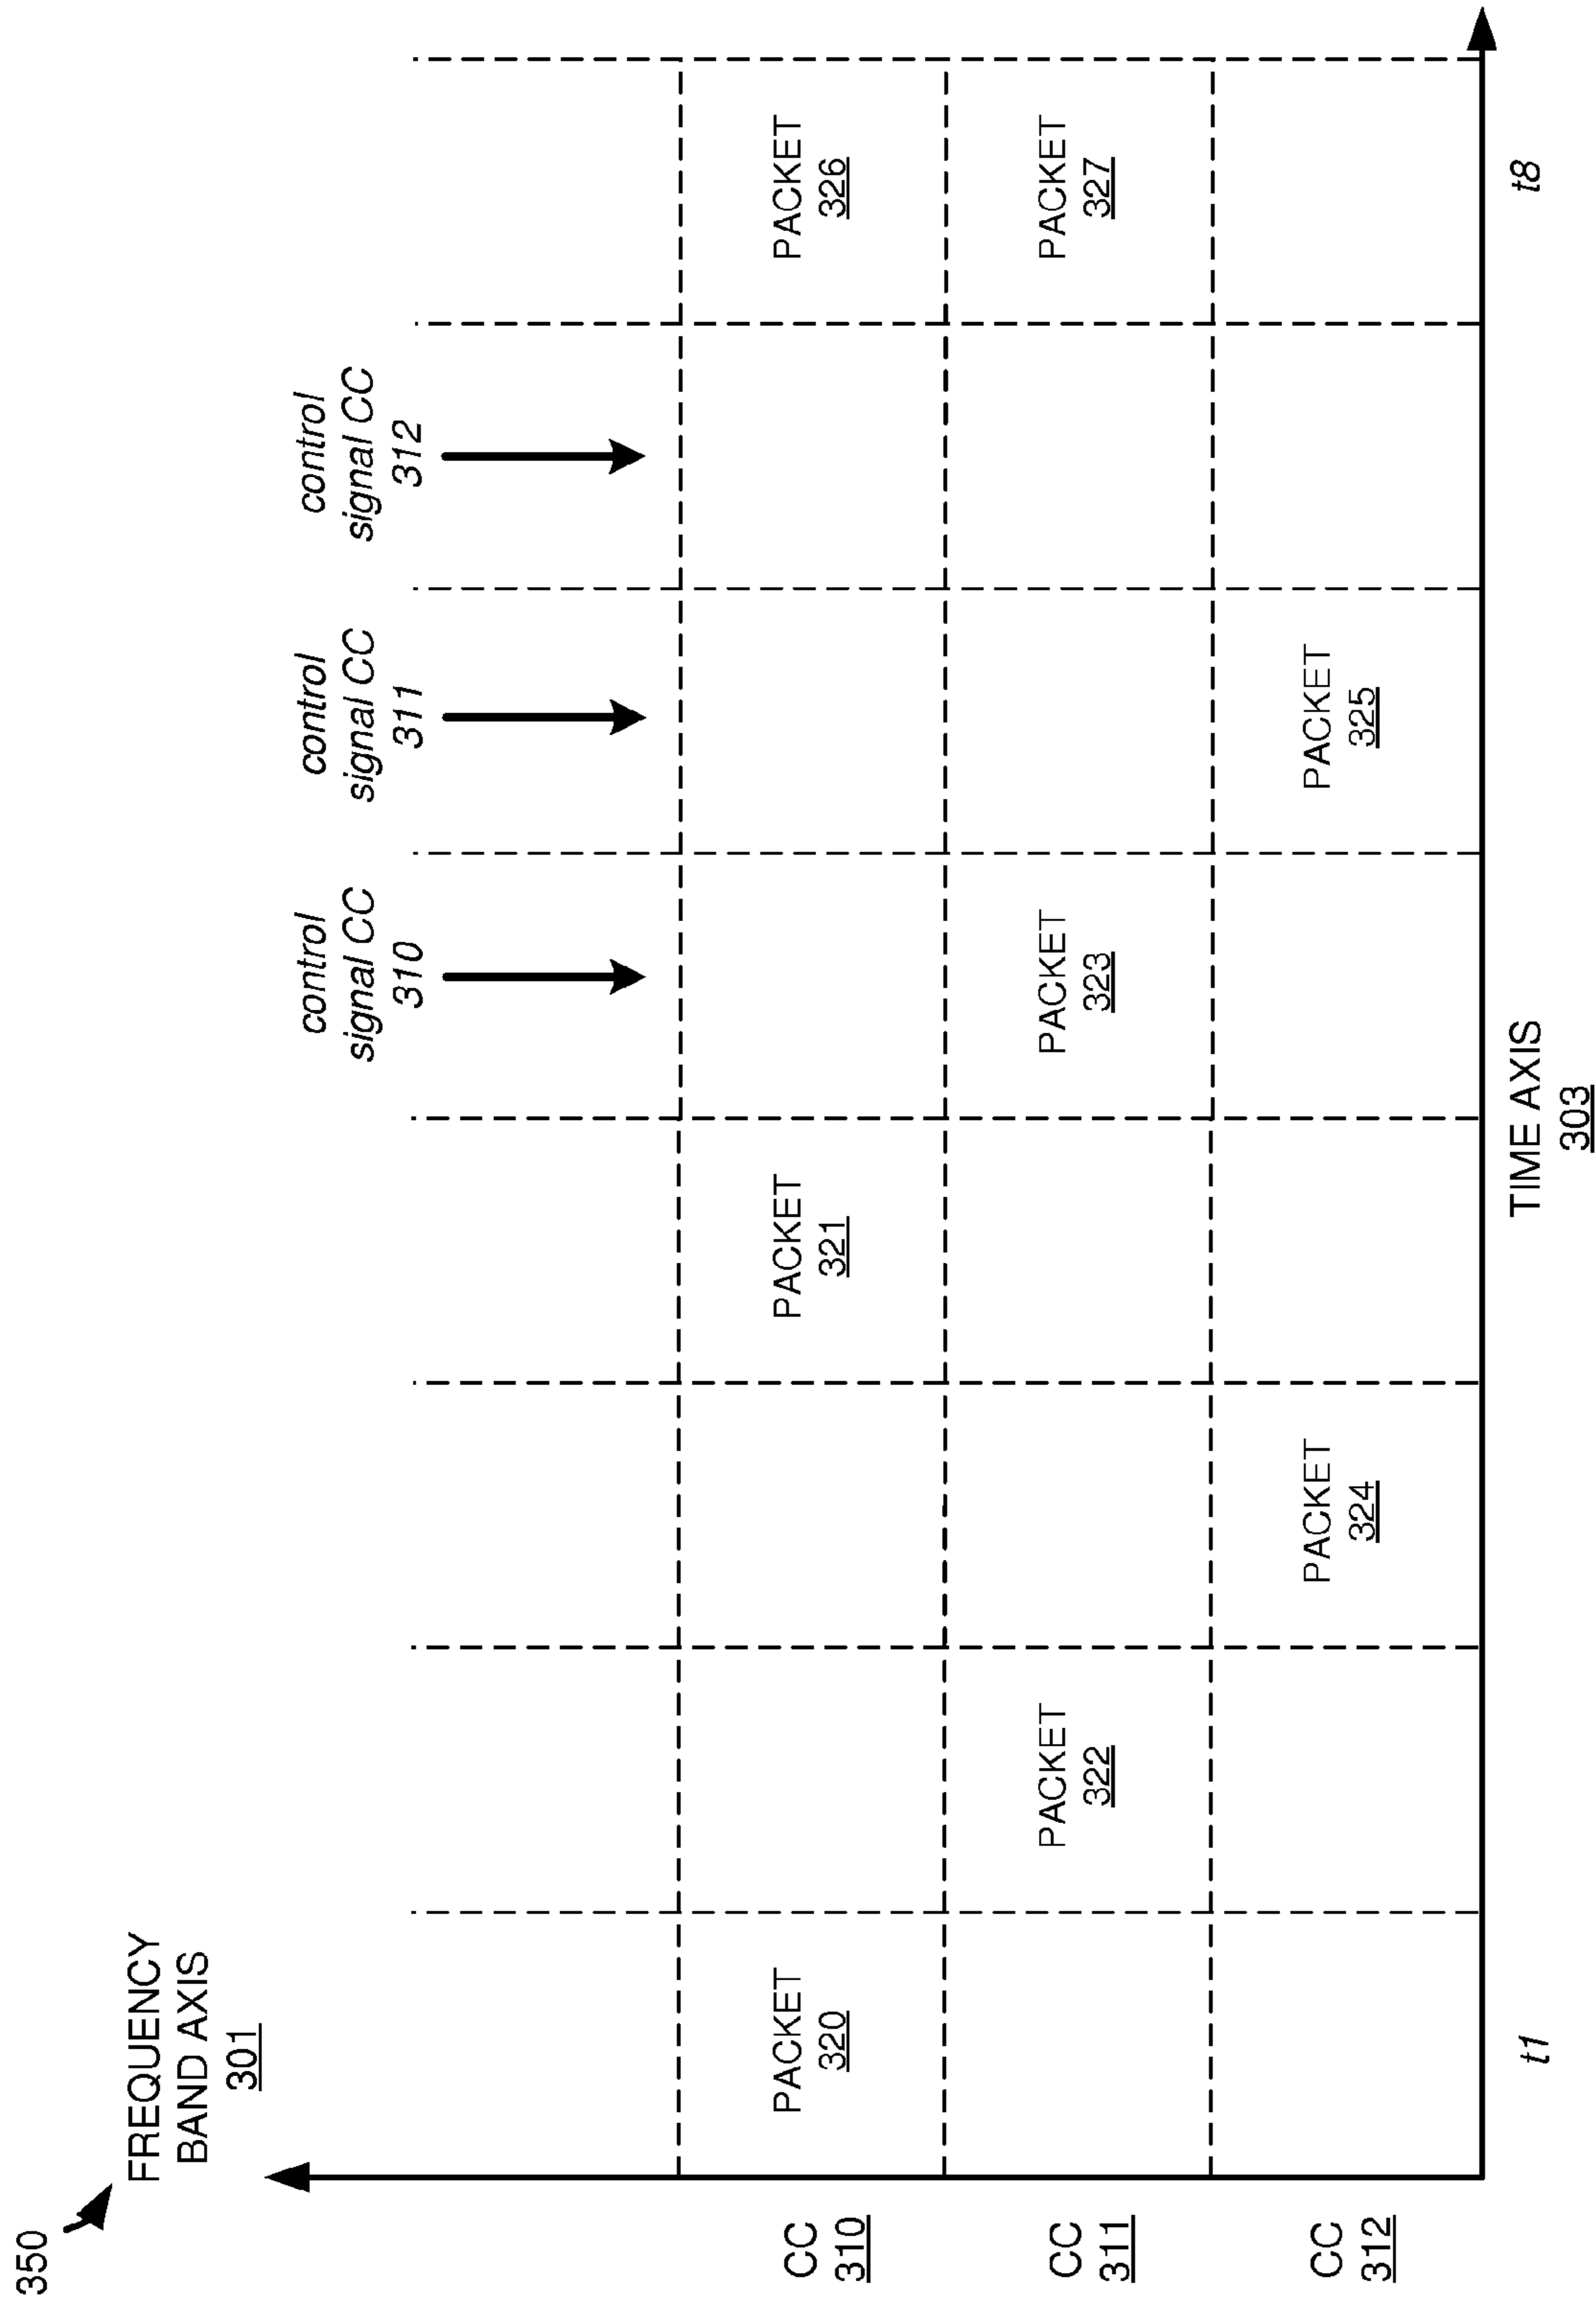 350
FREQUENCY
BAND AXIS
301
control
signal CC
310
control
signal CC
311
control
signal CC
312
CC
310
PACKET
320
PACKET
321
PACKET
326
CC
311
PACKET
322
PACKET
323
PACKET
327
CC
312
PACKET
324
PACKET
325
t1
TIME AXIS
303
t8